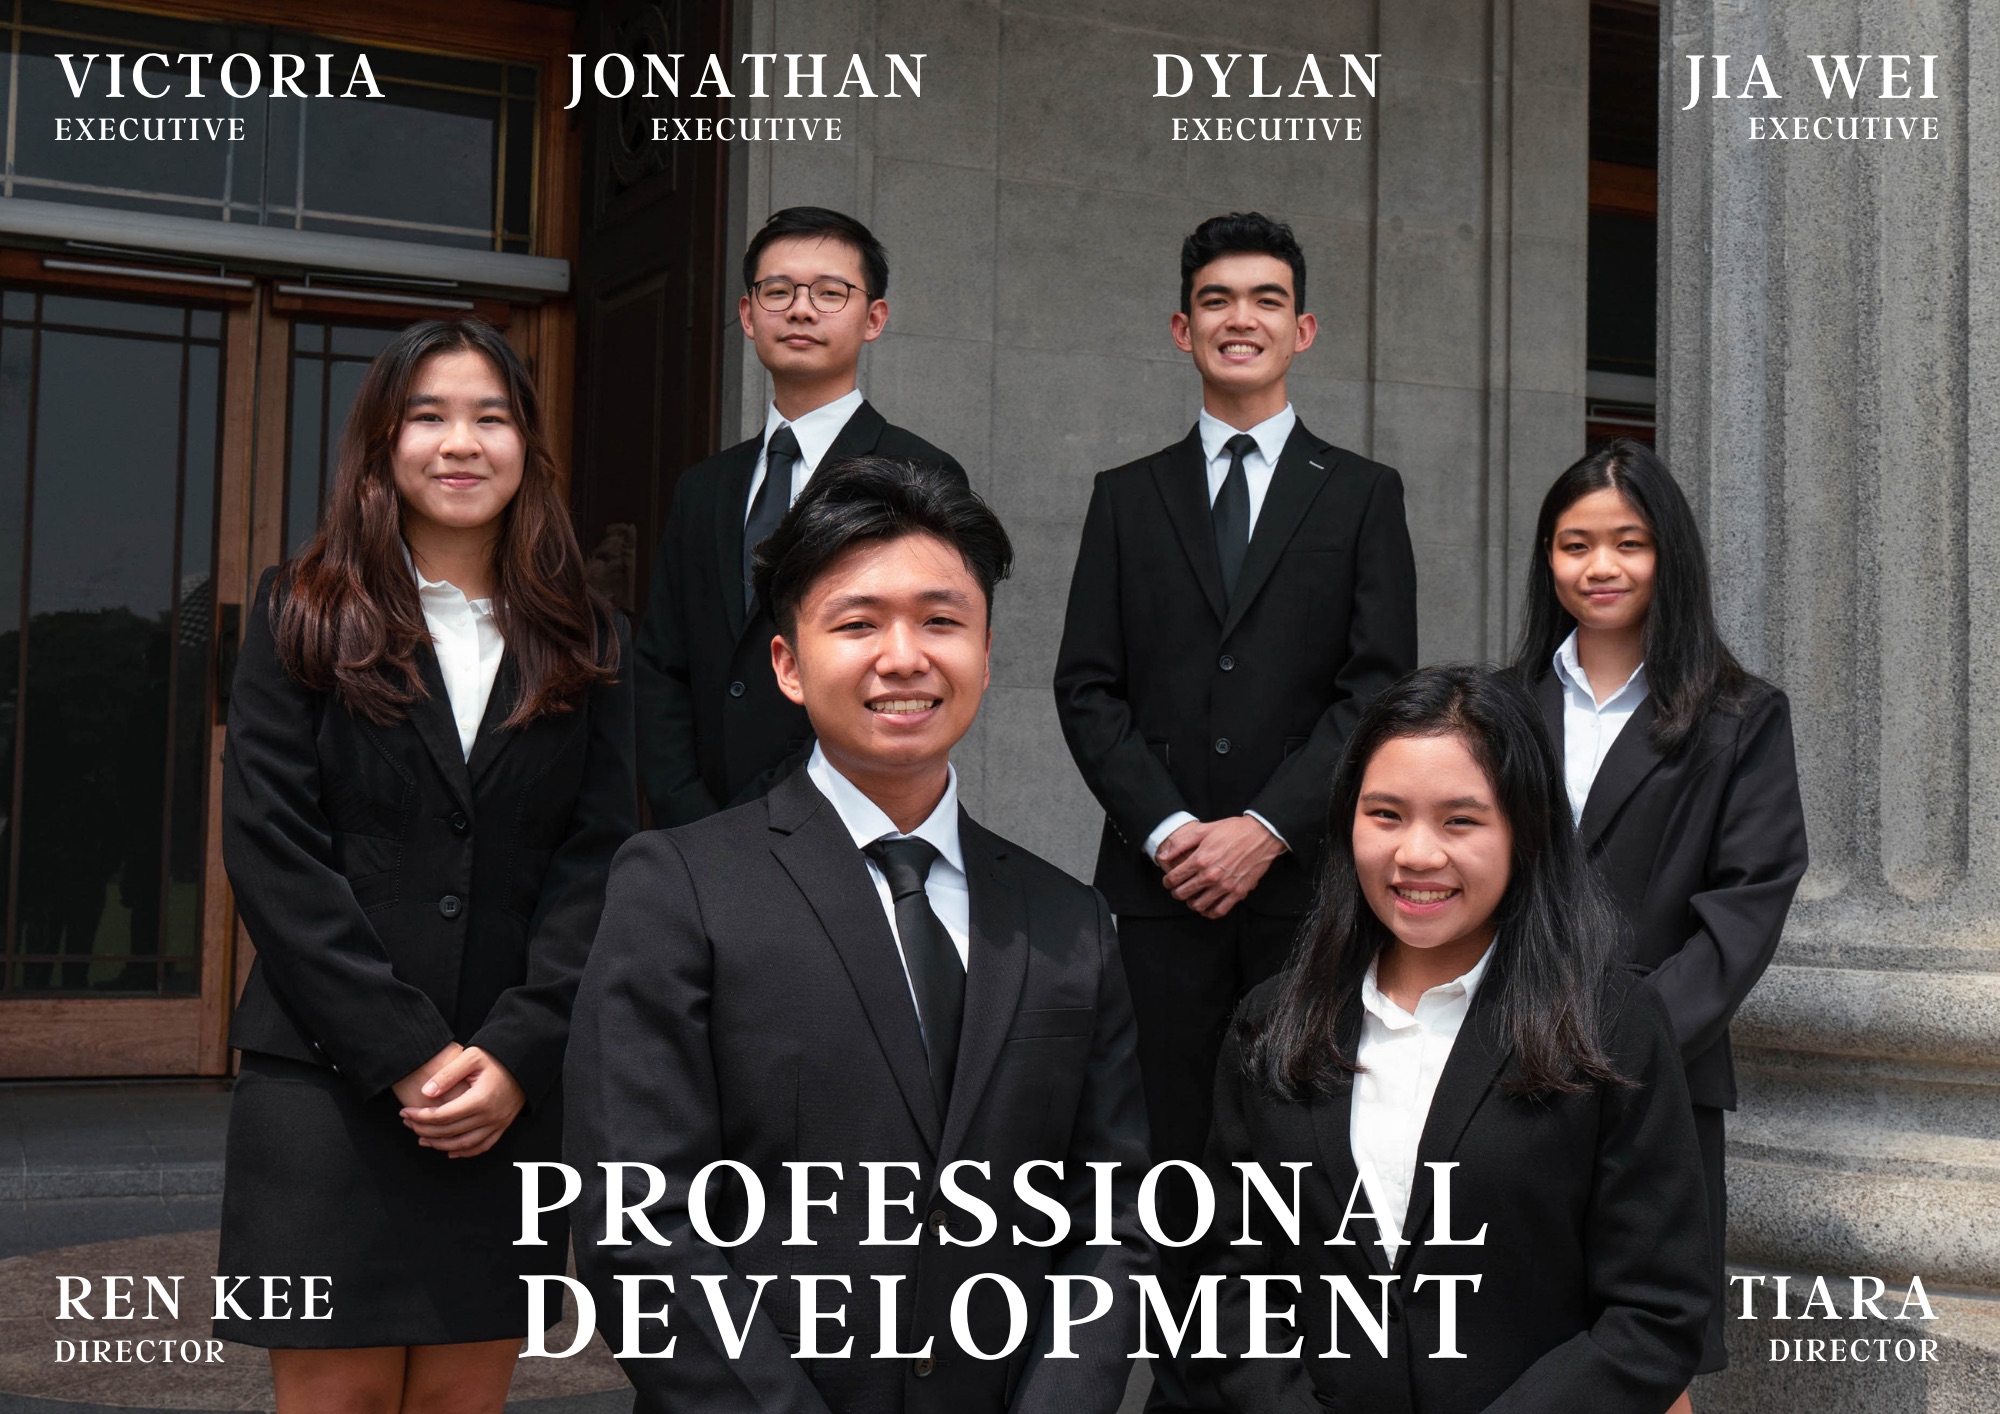 VICTORIA
EXECUTIVE
JONATHAN
EXECUTIVE
DYLAN
EXECUTIVE
JIA WEI
EXECUTIVE
PROFESSIONAL
DEVELOPMENT
REN KEE
DIRECTOR
TIARA
DIRECTOR